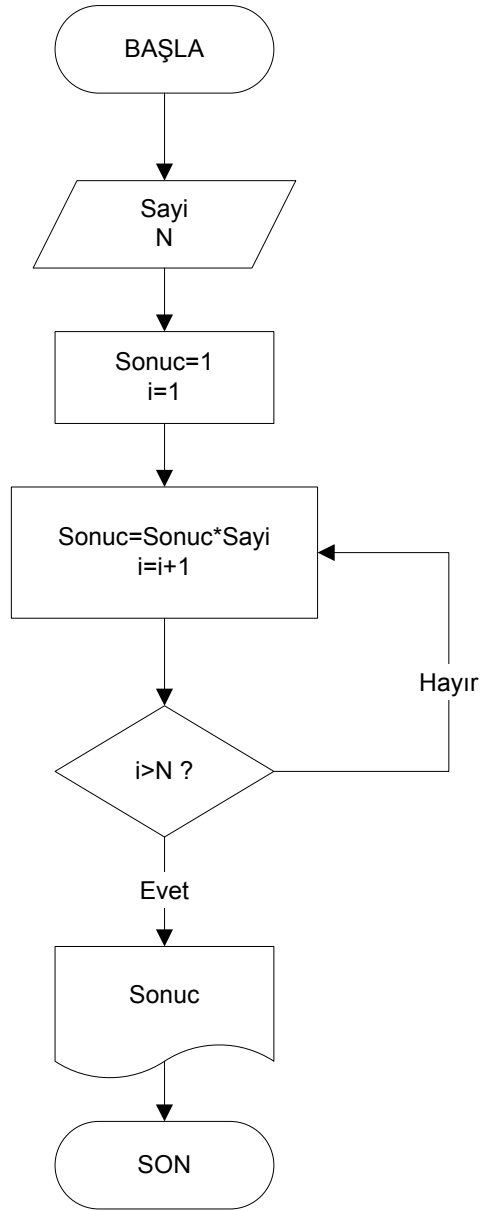 BAŞLA
Sayi
N
Sonuc=1
i=1
Sonuc=Sonuc*Sayi
i=i+1
Hayır
i>N ?
Evet
Sonuc
SON